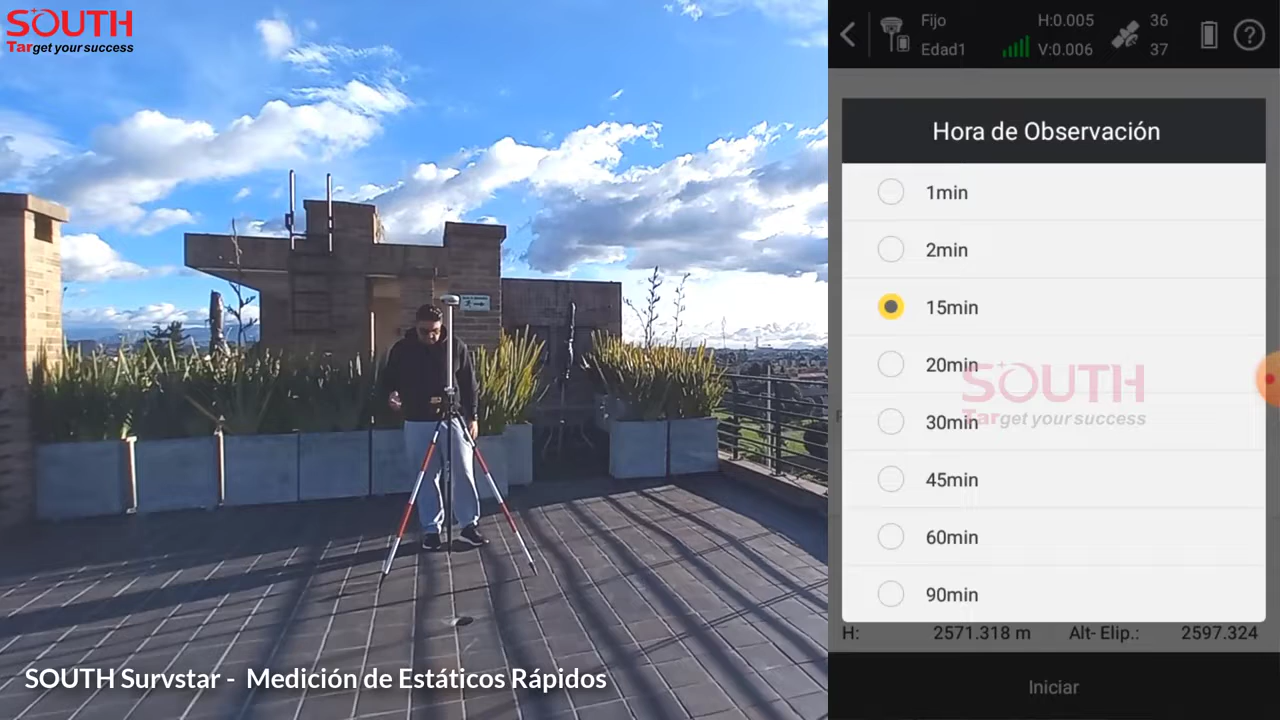 SOUTH
Target your success
Fijo
Edad1
H:0.005
V:0.006
36
37
?
Hora de Observación
1min
2min
15min
20min
30min
45min
60min
90min
SOUTH
Target your success
H: 2571.318 m Alt- Elip.: 2597.324
Iniciar
SOUTH Survstar - Medición de Estáticos Rápidos